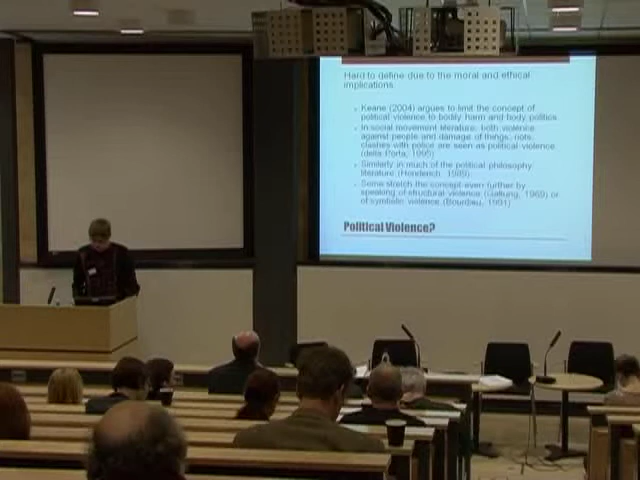 Hard to define due to the moral and ethical
implications
Keane (2004) argues to limit the concept of
political violence to bodily harm and body politics
In social movement literature, both violence
against people and damage of things, riots,
clashes with police are seen as political violence
(della Porta, 1995)
Similarly in much of the political philosophy
literature (Honderich, 1989)
Some stretch the concept even further by
speaking of structural violence (Galtung, 1969) or
of symbolic violence (Bourdieu, 1991)
Political Violence?